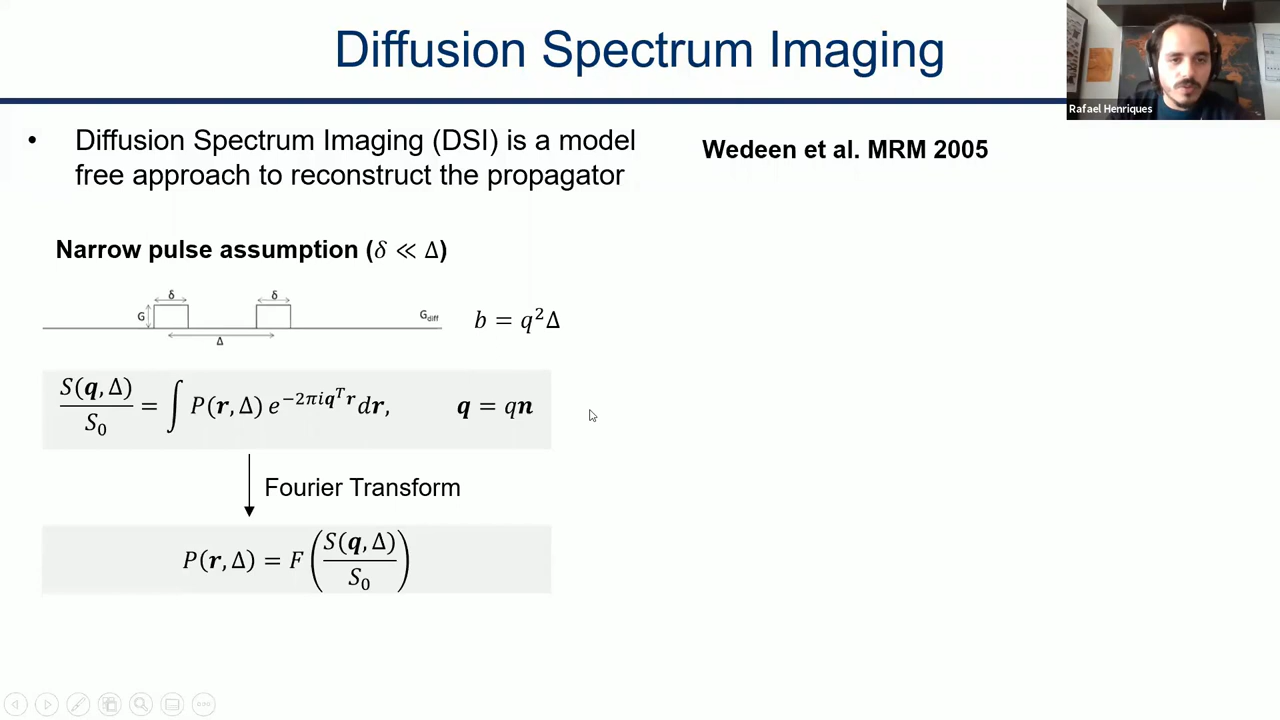 Diffusion Spectrum Imaging
Rafael Henriques
• Diffusion Spectrum Imaging (DSI) is a model
free approach to reconstruct the propagator
Wedeen et al. MRM 2005
Narrow pulse assumption (δ ≪ Δ)
δ δ
G G_diff
Δ
b = q²Δ
S(𝒒, Δ) / S₀ = ∫ P(𝒓, Δ) e^{−2πi𝒒ᵀ𝒓} d𝒓, 𝒒 = q𝒏
Fourier Transform
P(𝒓, Δ) = F (S(𝒒, Δ) / S₀)